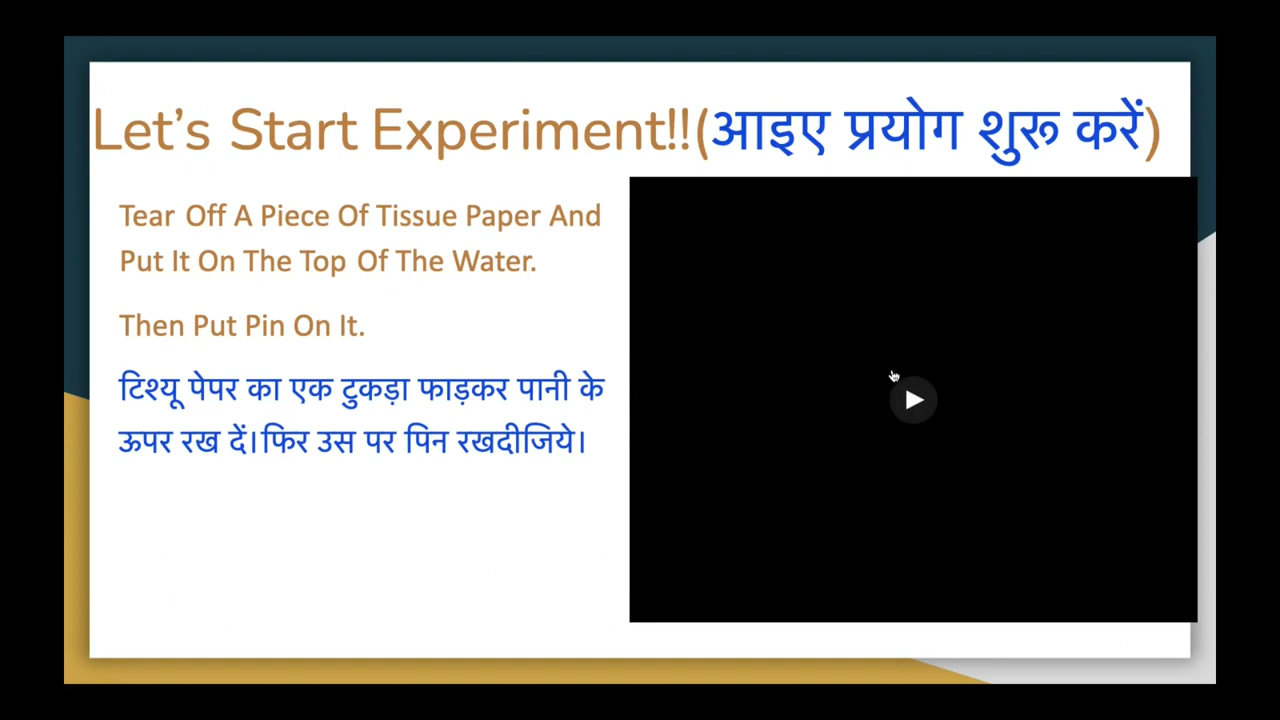 Let's Start Experiment!!(आइए प्रयोग शुरू करें)
Tear Off A Piece Of Tissue Paper And
Put It On The Top Of The Water.
Then Put Pin On It.
टिश्यू पेपर का एक टुकड़ा फाड़कर पानी के
ऊपर रख दें।फिर उस पर पिन रखदीजिये।